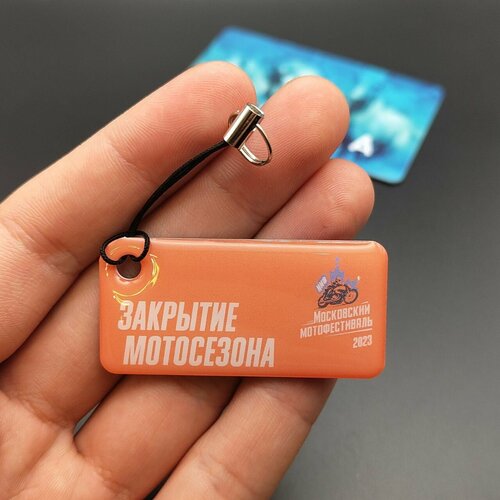 ЗАКРЫТИЕ
МОТОСЕЗОНА
МОСКОВСКИЙ
МОТОФЕСТИВАЛЬ
2023